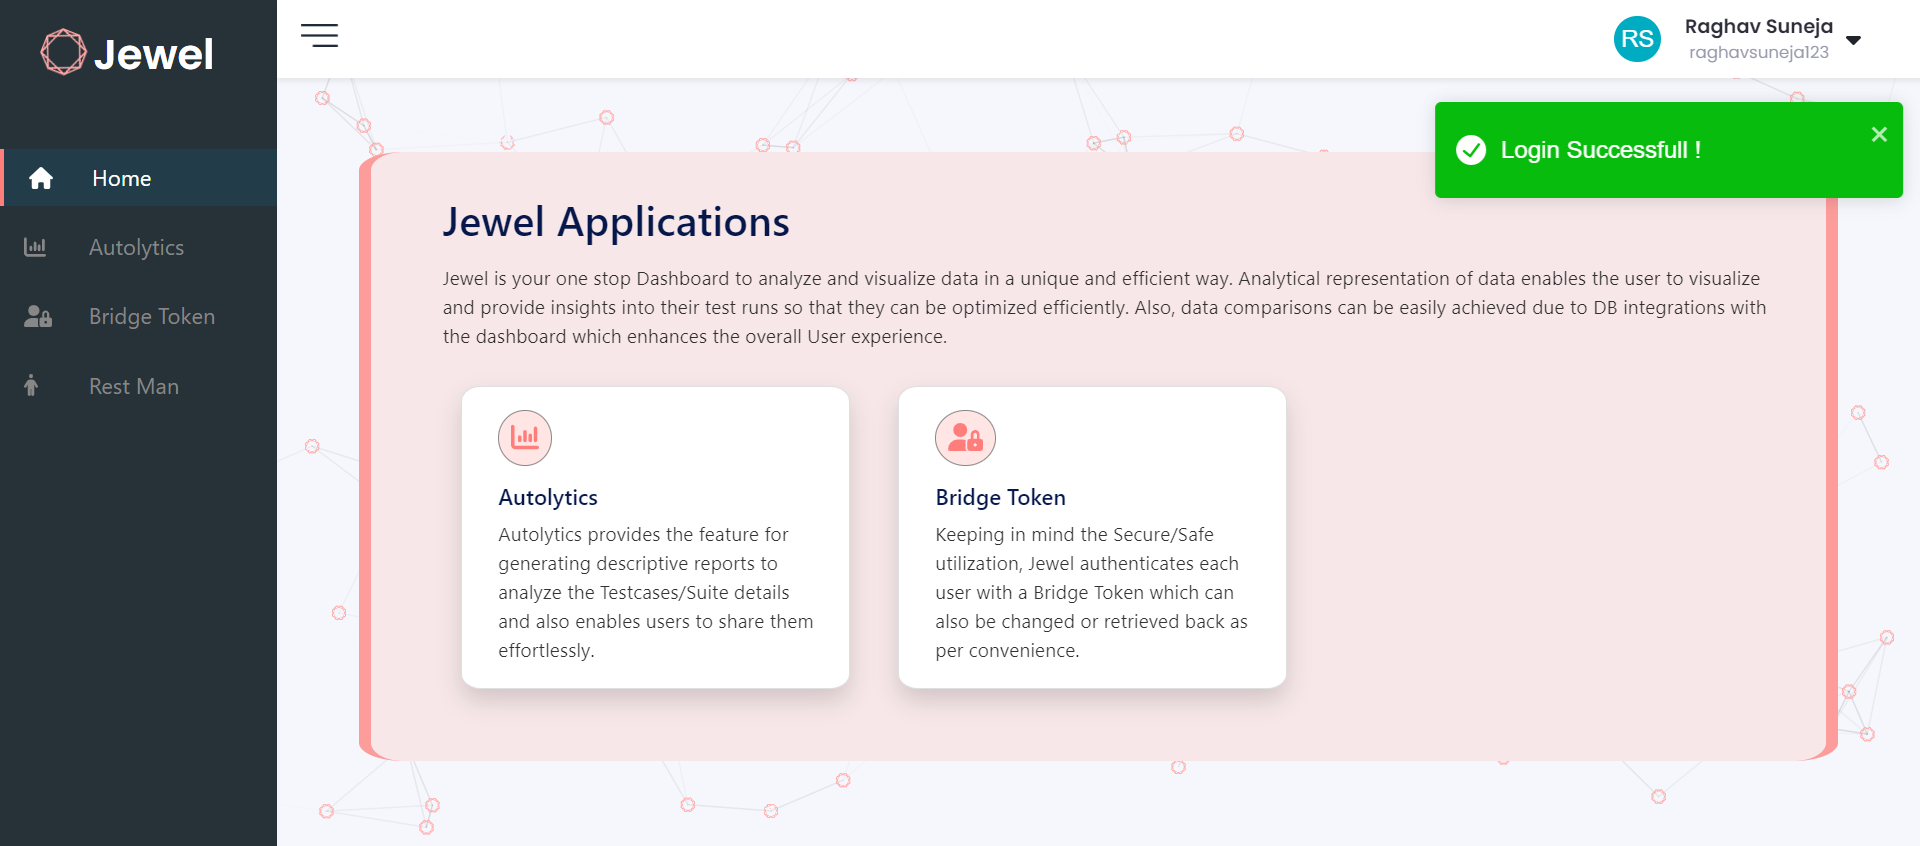 Jewel
Raghav Suneja
RS
raghavsuneja123
Login Successfull !
Home
Autolytics
Bridge Token
Rest Man
Jewel Applications
Jewel is your one stop Dashboard to analyze and visualize data in a unique and efficient way. Analytical representation of data enables the user to visualize
and provide insights into their test runs so that they can be optimized efficiently. Also, data comparisons can be easily achieved due to DB integrations with
the dashboard which enhances the overall User experience.
Autolytics
Autolytics provides the feature for
generating descriptive reports to
analyze the Testcases/Suite details
and also enables users to share them
effortlessly.
Bridge Token
Keeping in mind the Secure/Safe
utilization, Jewel authenticates each
user with a Bridge Token which can
also be changed or retrieved back as
per convenience.